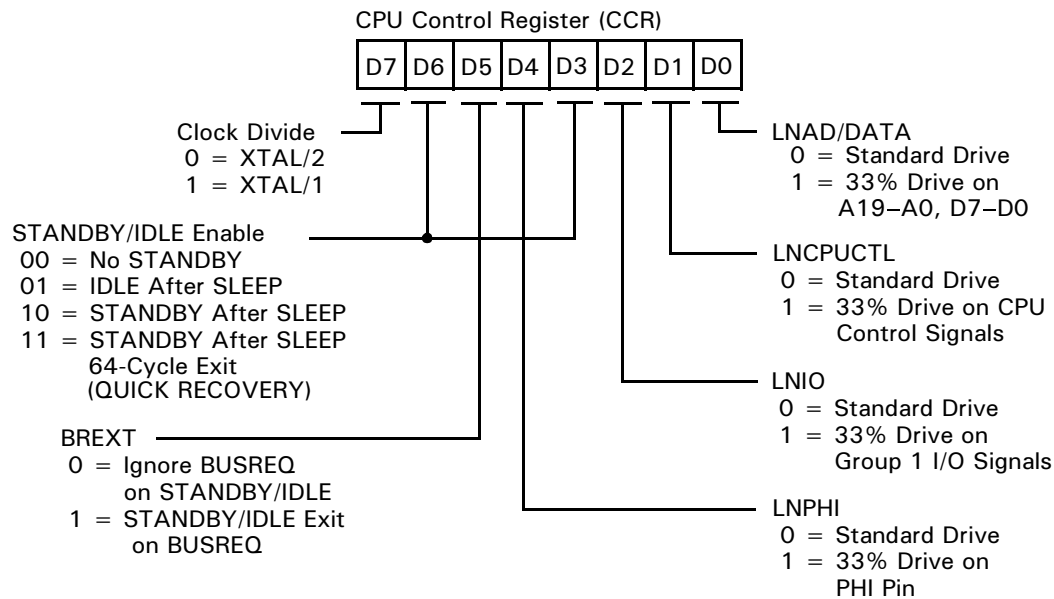 CPU Control Register (CCR)
D7 D6 D5 D4 D3 D2 D1 D0
Clock Divide
0 = XTAL/2
1 = XTAL/1
STANDBY/IDLE Enable
00 = No STANDBY
01 = IDLE After SLEEP
10 = STANDBY After SLEEP
11 = STANDBY After SLEEP
64-Cycle Exit
(QUICK RECOVERY)
BREXT
0 = Ignore BUSREQ
on STANDBY/IDLE
1 = STANDBY/IDLE Exit
on BUSREQ
LNAD/DATA
0 = Standard Drive
1 = 33% Drive on
A19–A0, D7–D0
LNCPUCTL
0 = Standard Drive
1 = 33% Drive on CPU
Control Signals
LNIO
0 = Standard Drive
1 = 33% Drive on
Group 1 I/O Signals
LNPHI
0 = Standard Drive
1 = 33% Drive on
PHI Pin